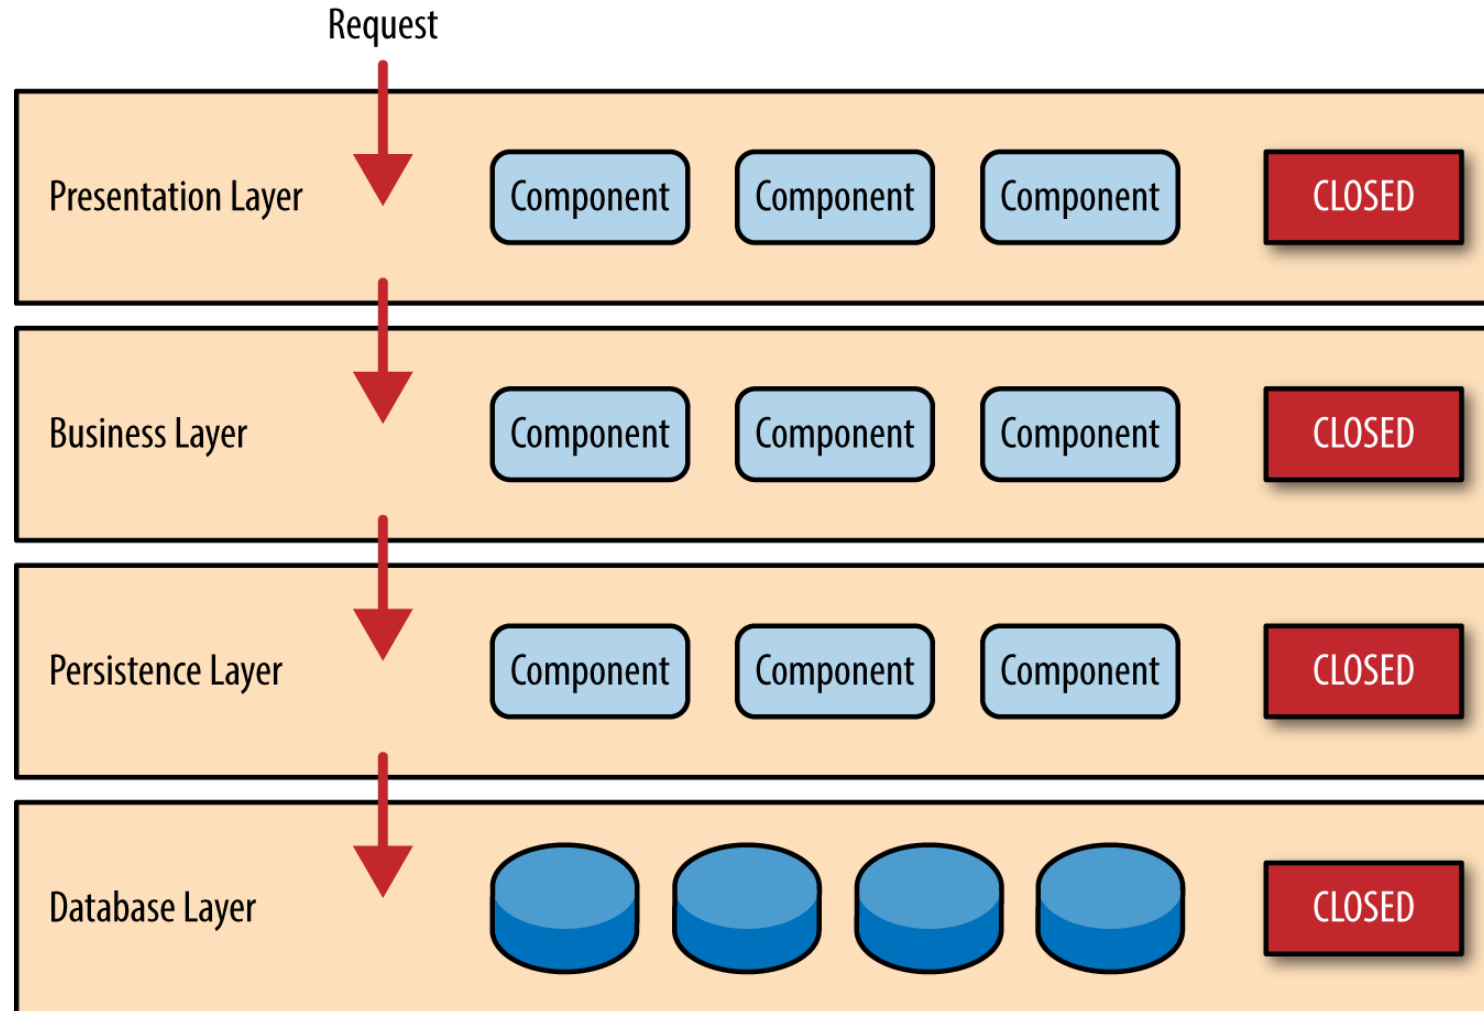 Request
Presentation Layer Component Component Component CLOSED
Business Layer Component Component Component CLOSED
Persistence Layer Component Component Component CLOSED
Database Layer CLOSED